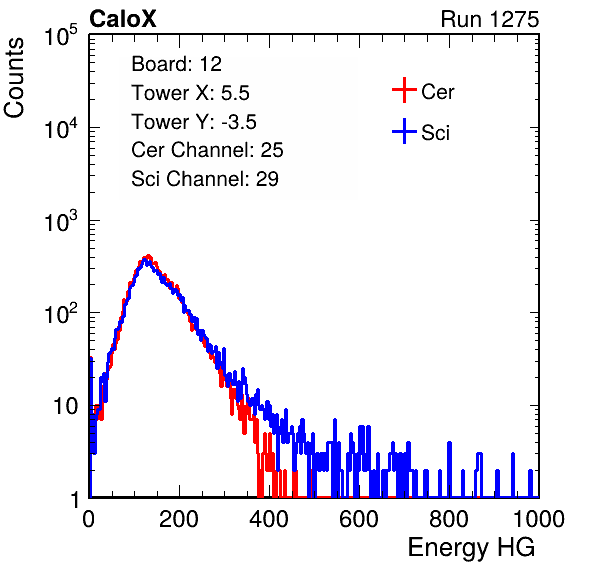 CaloX Run 1275
Counts
10^5
10^4
10^3
10^2
10
1
Board: 12
Tower X: 5.5
Tower Y: -3.5
Cer Channel: 25
Sci Channel: 29
Cer
Sci
0 200 400 600 800 1000
Energy HG